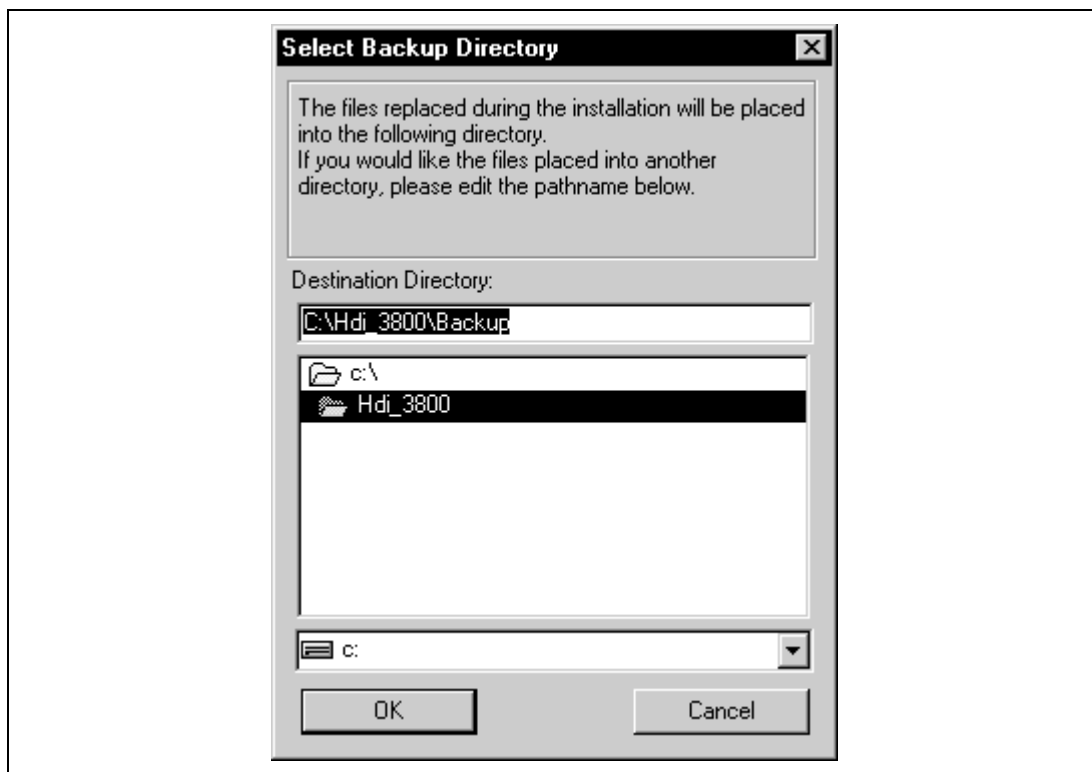 Select Backup Directory
The files replaced during the installation will be placed
into the following directory.
If you would like the files placed into another
directory, please edit the pathname below.
Destination Directory:
C:\Hdi_3800\Backup
c:\
Hdi_3800
c:
OK
Cancel